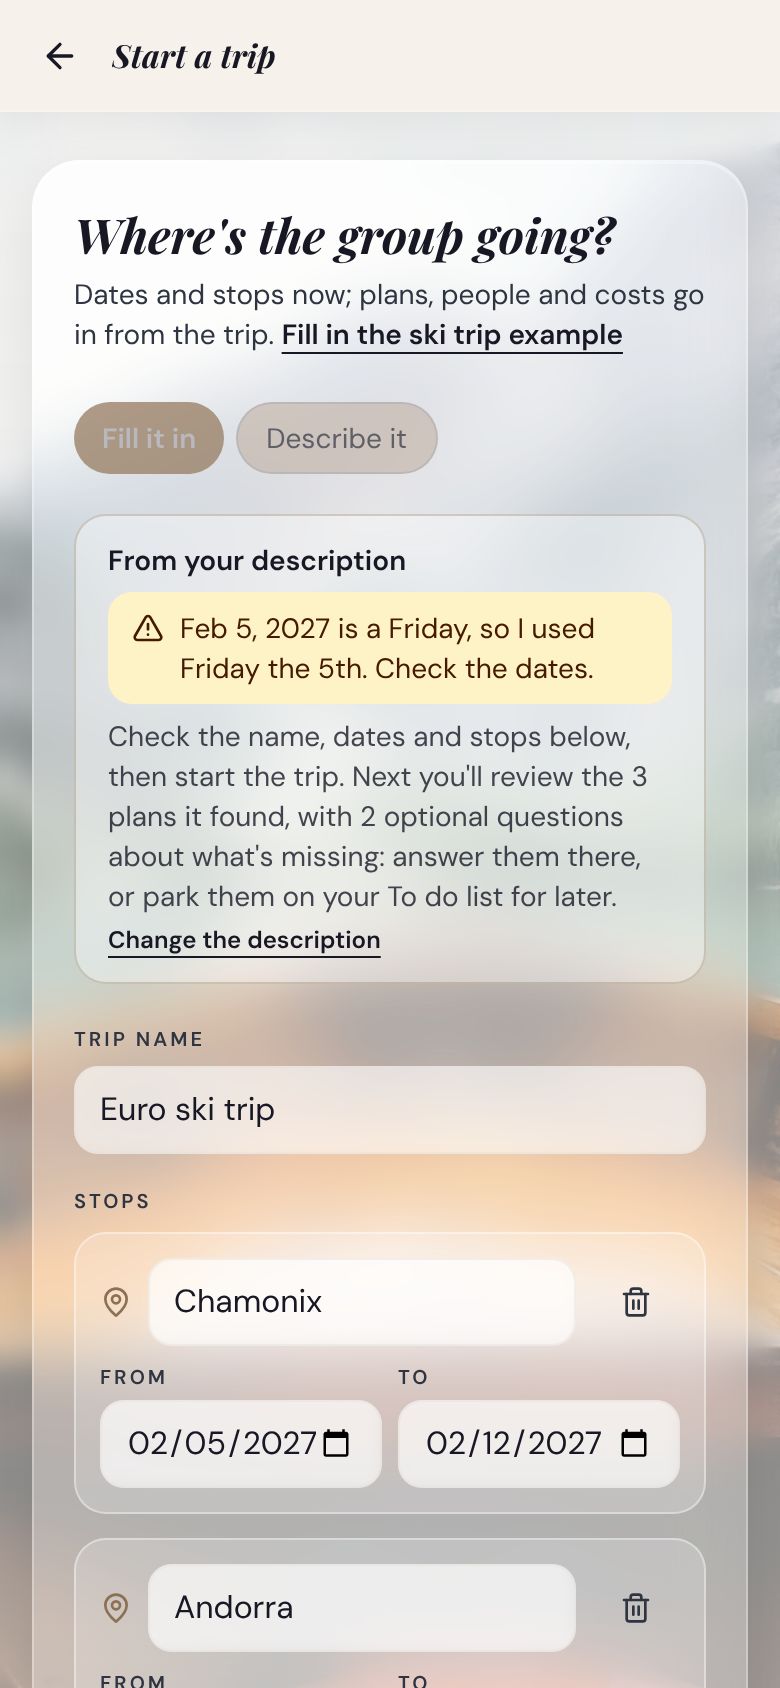 Start a trip
Where's the group going?
Dates and stops now; plans, people and costs go
in from the trip. Fill in the ski trip example
Fill it in
Describe it
From your description
Feb 5, 2027 is a Friday, so I used
Friday the 5th. Check the dates.
Check the name, dates and stops below,
then start the trip. Next you'll review the 3
plans it found, with 2 optional questions
about what's missing: answer them there,
or park them on your To do list for later.
Change the description
TRIP NAME
Euro ski trip
STOPS
Chamonix
FROM
TO
02/05/2027
02/12/2027
Andorra
FROM
TO